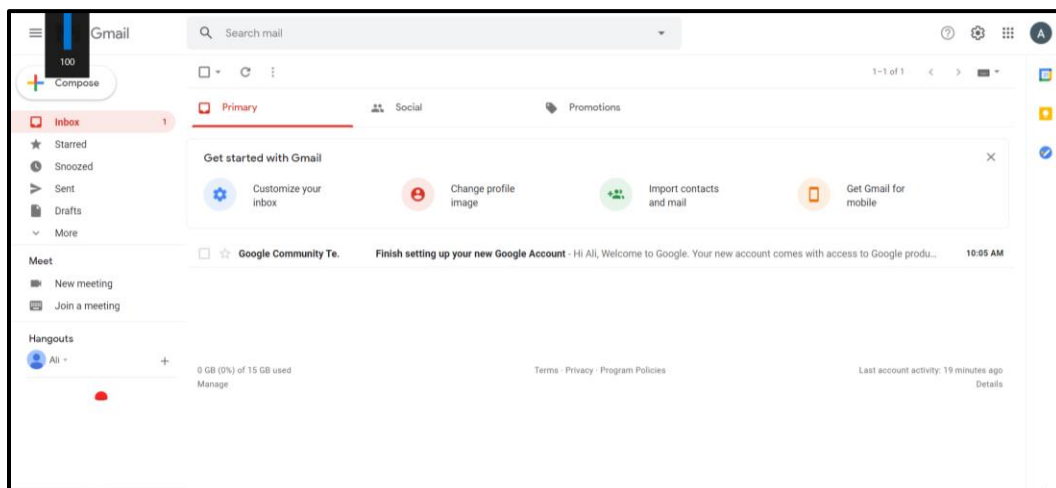 Gmail
100
Search mail
A
Compose
1–1 of 1
Inbox 1
Starred
Snoozed
Sent
Drafts
More
Meet
New meeting
Join a meeting
Hangouts
Ali
Primary
Social
Promotions
Get started with Gmail
Customize your
inbox
Change profile
image
Import contacts
and mail
Get Gmail for
mobile
Google Community Te. Finish setting up your new Google Account - Hi Ali, Welcome to Google. Your new account comes with access to Google produ... 10:05 AM
0 GB (0%) of 15 GB used
Manage
Terms · Privacy · Program Policies
Last account activity: 19 minutes ago
Details